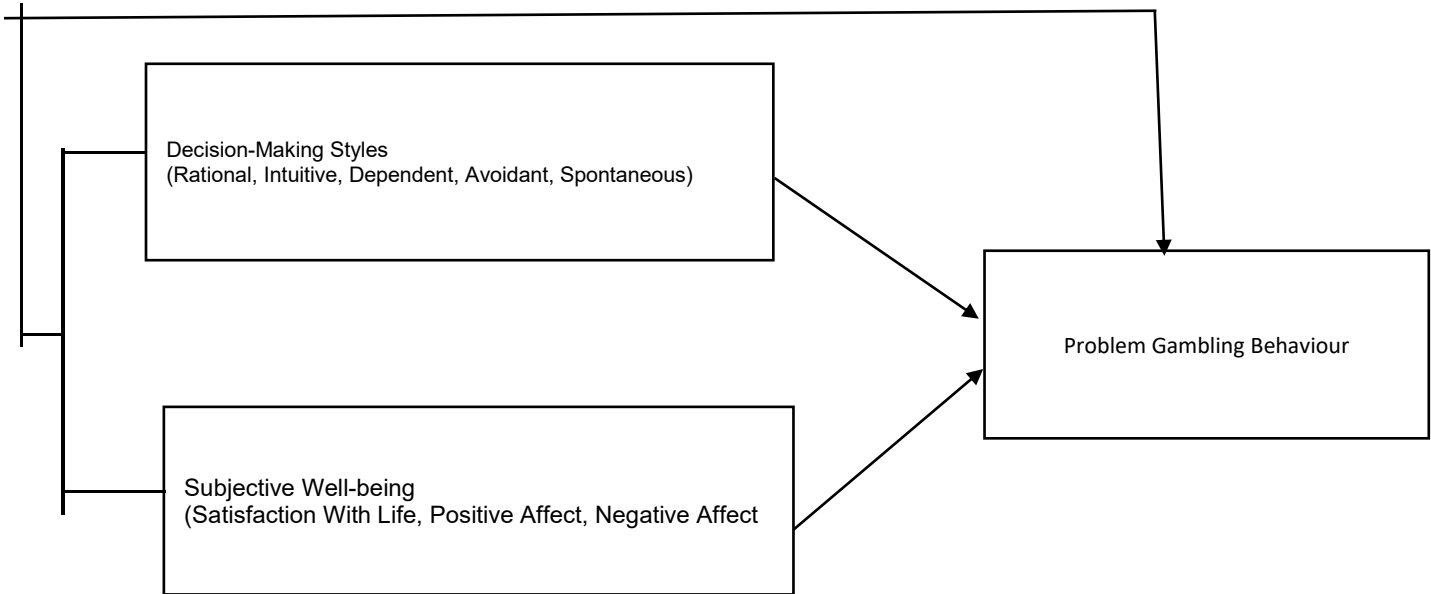 Decision-Making Styles
(Rational, Intuitive, Dependent, Avoidant, Spontaneous)
Problem Gambling Behaviour
Subjective Well-being
(Satisfaction With Life, Positive Affect, Negative Affect